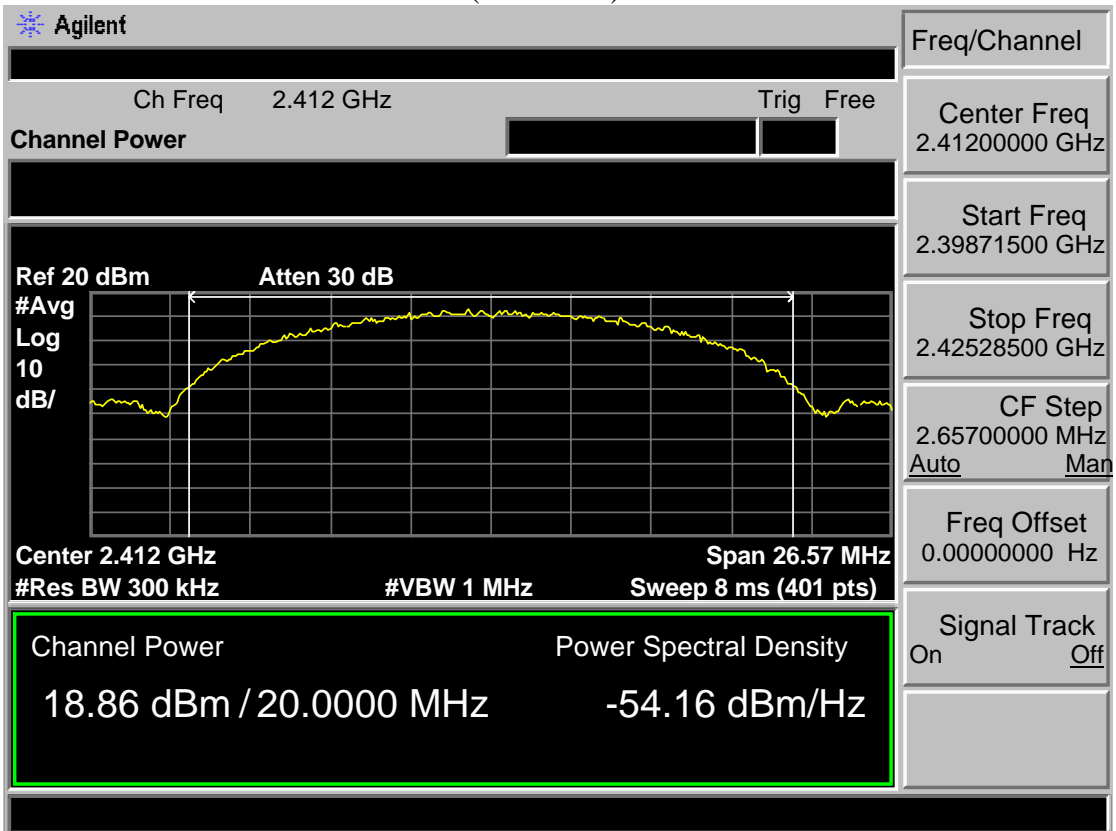 Agilent
Freq/Channel
Ch Freq 2.412 GHz Trig Free
Channel Power
Center Freq
2.41200000 GHz
Start Freq
2.39871500 GHz
Ref 20 dBm Atten 30 dB
#Avg
Log
10
dB/
Stop Freq
2.42528500 GHz
CF Step
2.65700000 MHz
Auto Man
Freq Offset
0.00000000 Hz
Center 2.412 GHz Span 26.57 MHz
#Res BW 300 kHz #VBW 1 MHz Sweep 8 ms (401 pts)
Signal Track
On Off
Channel Power Power Spectral Density
18.86 dBm / 20.0000 MHz -54.16 dBm/Hz